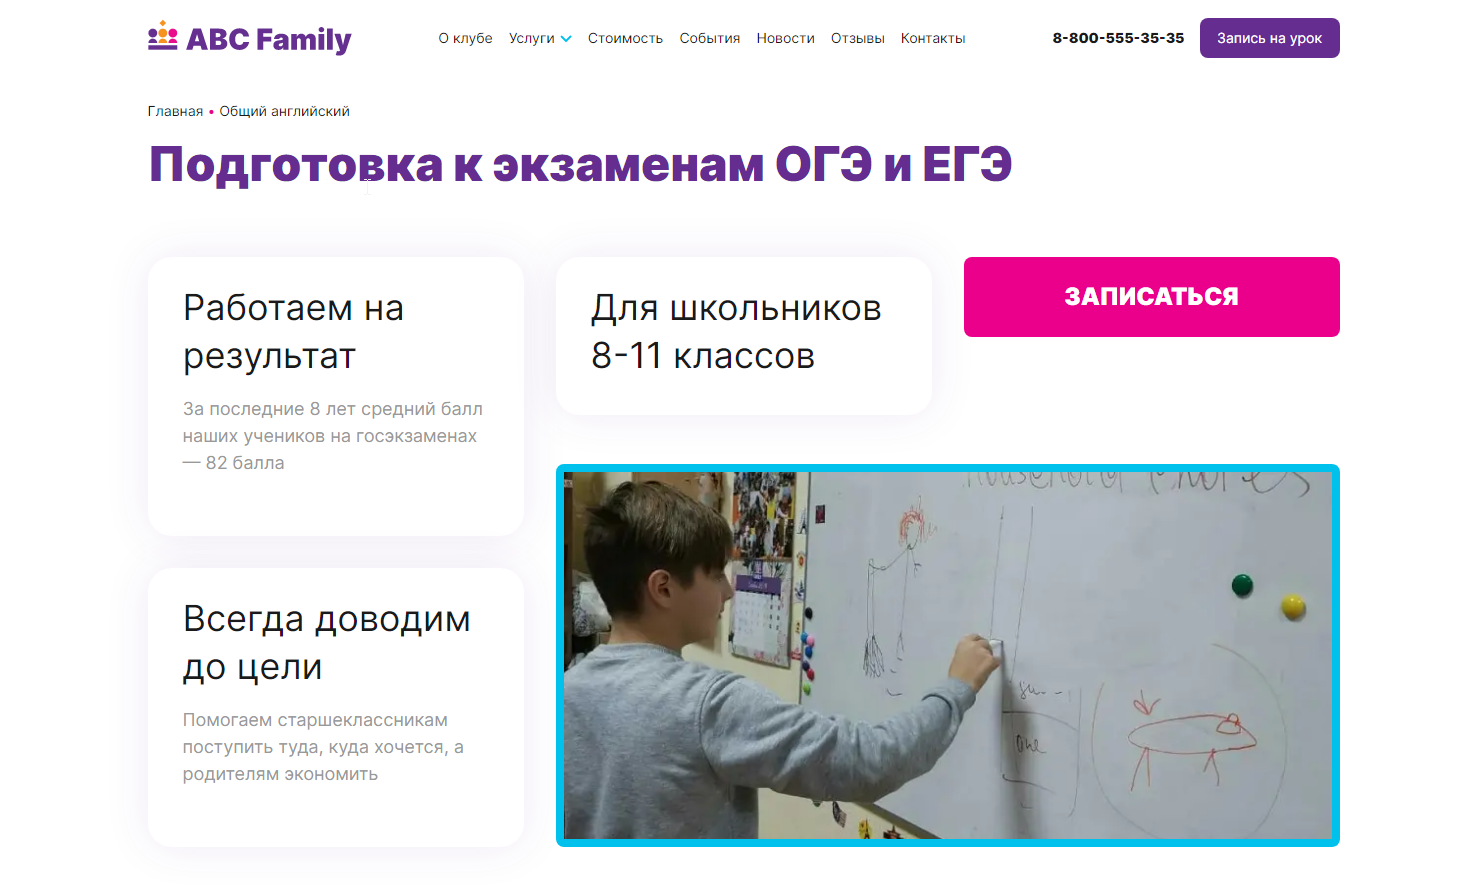 ABC Family
О клубе Услуги Стоимость События Новости Отзывы Контакты
8-800-555-35-35
Запись на урок
Главная • Общий английский
Подготовка к экзаменам ОГЭ и ЕГЭ
Работаем на
результат
За последние 8 лет средний балл
наших учеников на госэкзаменах
— 82 балла
Для школьников
8-11 классов
ЗАПИСАТЬСЯ
Всегда доводим
до цели
Помогаем старшеклассникам
поступить туда, куда хочется, а
родителям экономить
household chores
one